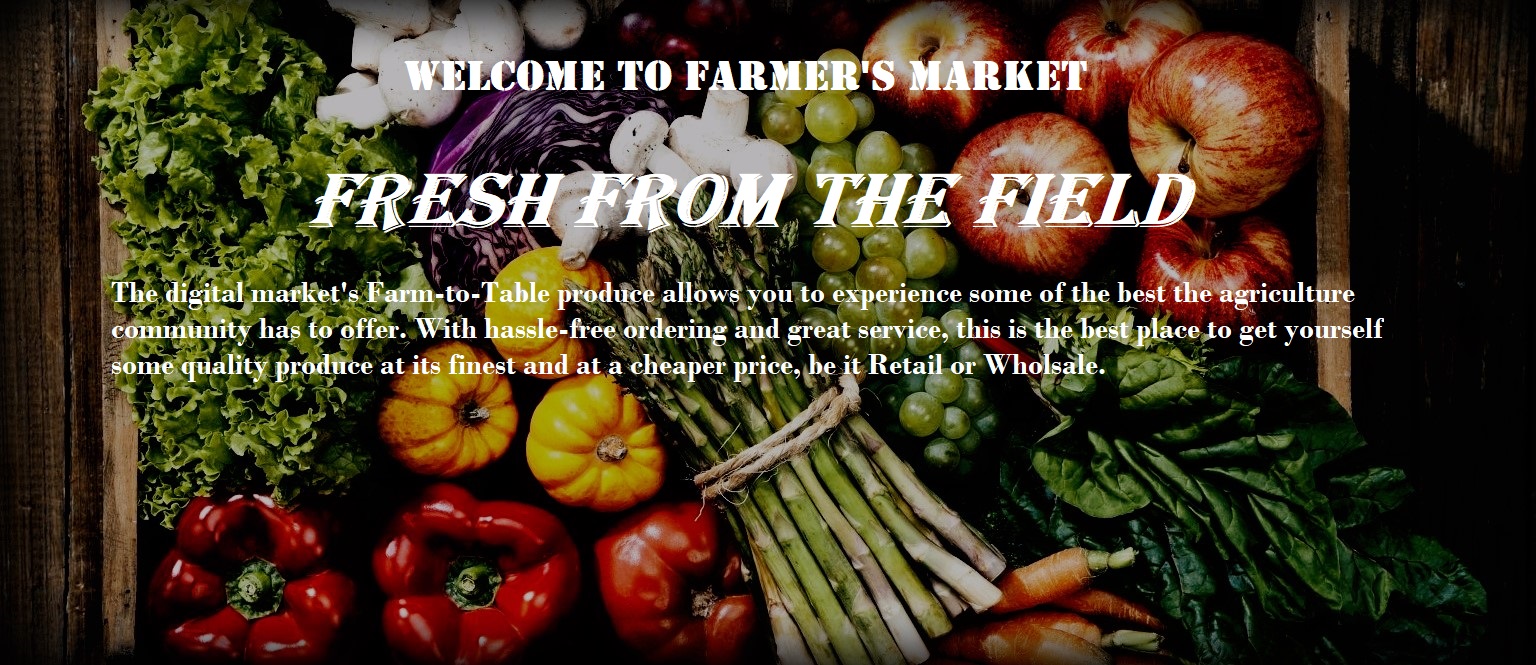 WELCOME TO FARMER'S MARKET
FRESH FROM THE FIELD
The digital market's Farm-to-Table produce allows you to experience some of the best the agriculture
community has to offer. With hassle-free ordering and great service, this is the best place to get yourself
some quality produce at its finest and at a cheaper price, be it Retail or Wholsale.